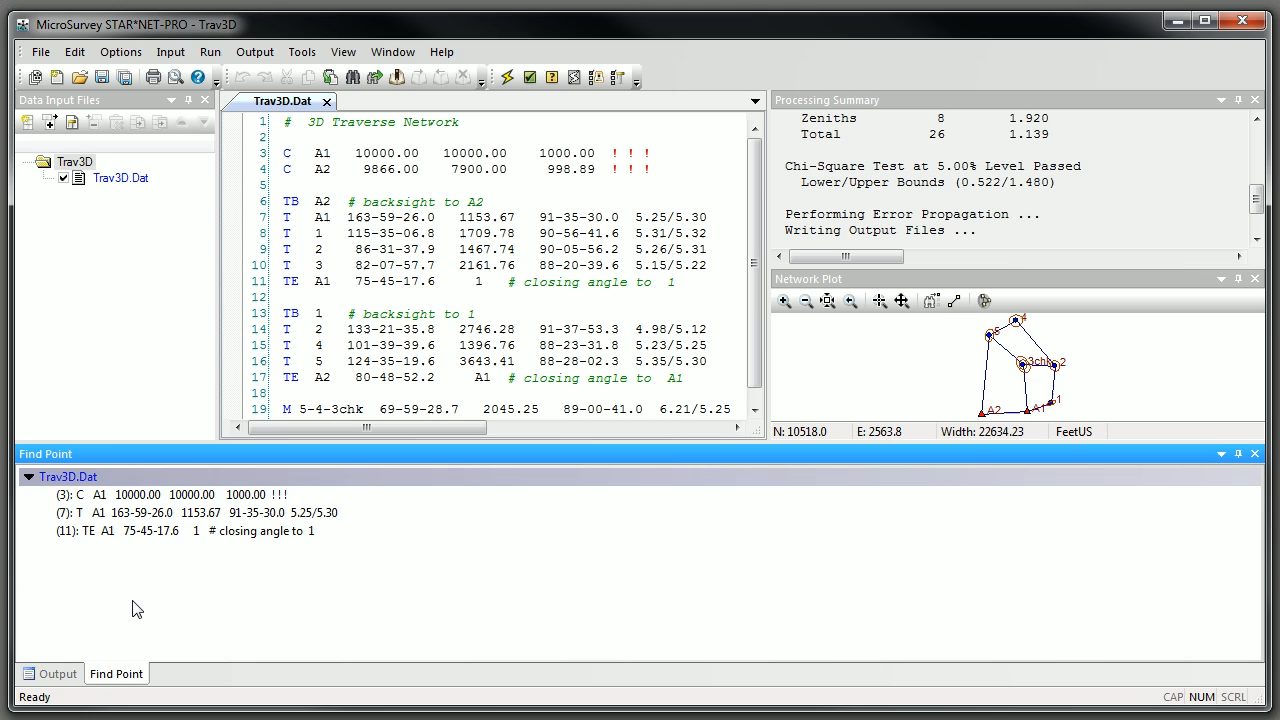 MicroSurvey STAR*NET-PRO - Trav3D
File Edit Options Input Run Output Tools View Window Help
Data Input Files
Trav3D
Trav3D.Dat
Trav3D.Dat
1 # 3D Traverse Network
2
3 C A1 10000.00 10000.00 1000.00 ! ! !
4 C A2 9866.00 7900.00 998.89 ! ! !
5
6 TB A2 # backsight to A2
7 T A1 163-59-26.0 1153.67 91-35-30.0 5.25/5.30
8 T 1 115-35-06.8 1709.78 90-56-41.6 5.31/5.32
9 T 2 86-31-37.9 1467.74 90-05-56.2 5.26/5.31
10 T 3 82-07-57.7 2161.76 88-20-39.6 5.15/5.22
11 TE A1 75-45-17.6 1 # closing angle to 1
12
13 TB 1 # backsight to 1
14 T 2 133-21-35.8 2746.28 91-37-53.3 4.98/5.12
15 T 4 101-39-39.6 1396.76 88-23-31.8 5.23/5.25
16 T 5 124-35-19.6 3643.41 88-28-02.3 5.35/5.30
17 TE A2 80-48-52.2 A1 # closing angle to A1
18
19 M 5-4-3chk 69-59-28.7 2045.25 89-00-41.0 6.21/5.25
Processing Summary
Zeniths 8 1.920
Total 26 1.139
Chi-Square Test at 5.00% Level Passed
Lower/Upper Bounds (0.522/1.480)
Performing Error Propagation ...
Writing Output Files ...
Network Plot
4
5
3chk 2
A2 A1 1
N: 10518.0 E: 2563.8 Width: 22634.23 FeetUS
Find Point
Trav3D.Dat
(3): C A1 10000.00 10000.00 1000.00 !!!
(7): T A1 163-59-26.0 1153.67 91-35-30.0 5.25/5.30
(11): TE A1 75-45-17.6 1 # closing angle to 1
Output Find Point
Ready CAP NUM SCRL